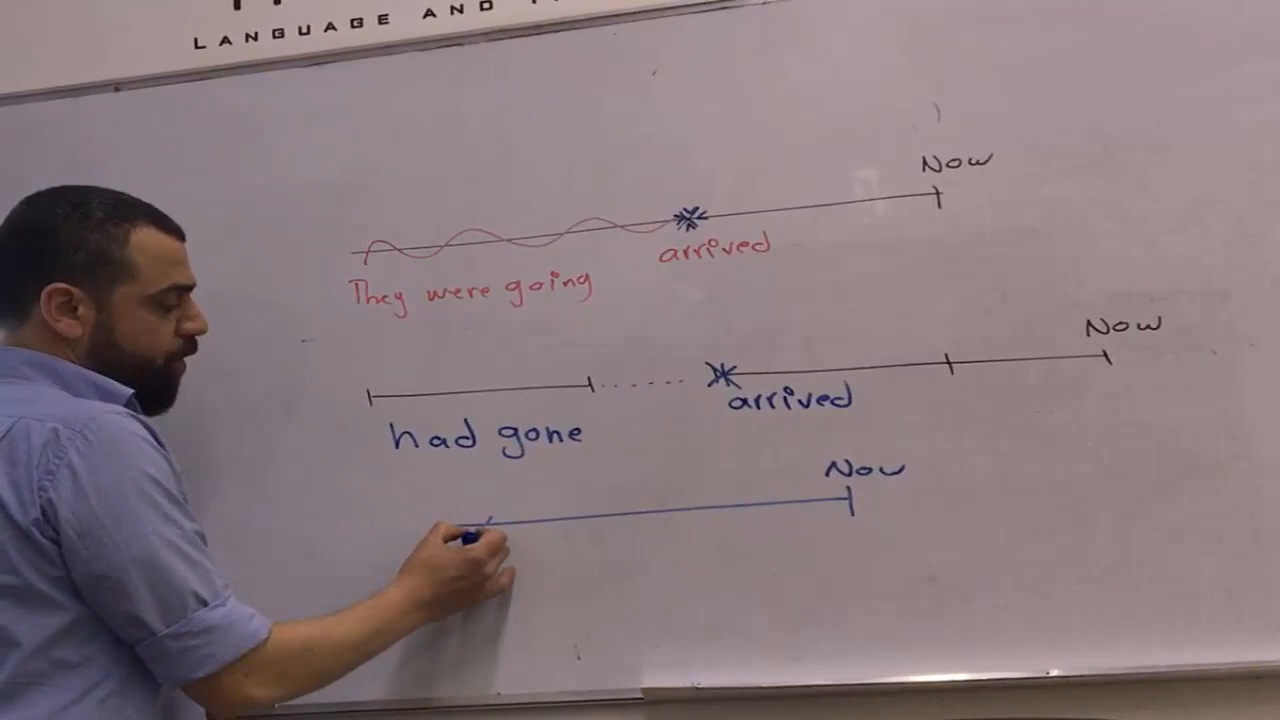 LANGUAGE AND
Now
arrived
They were going
Now
arrived
had gone
Now